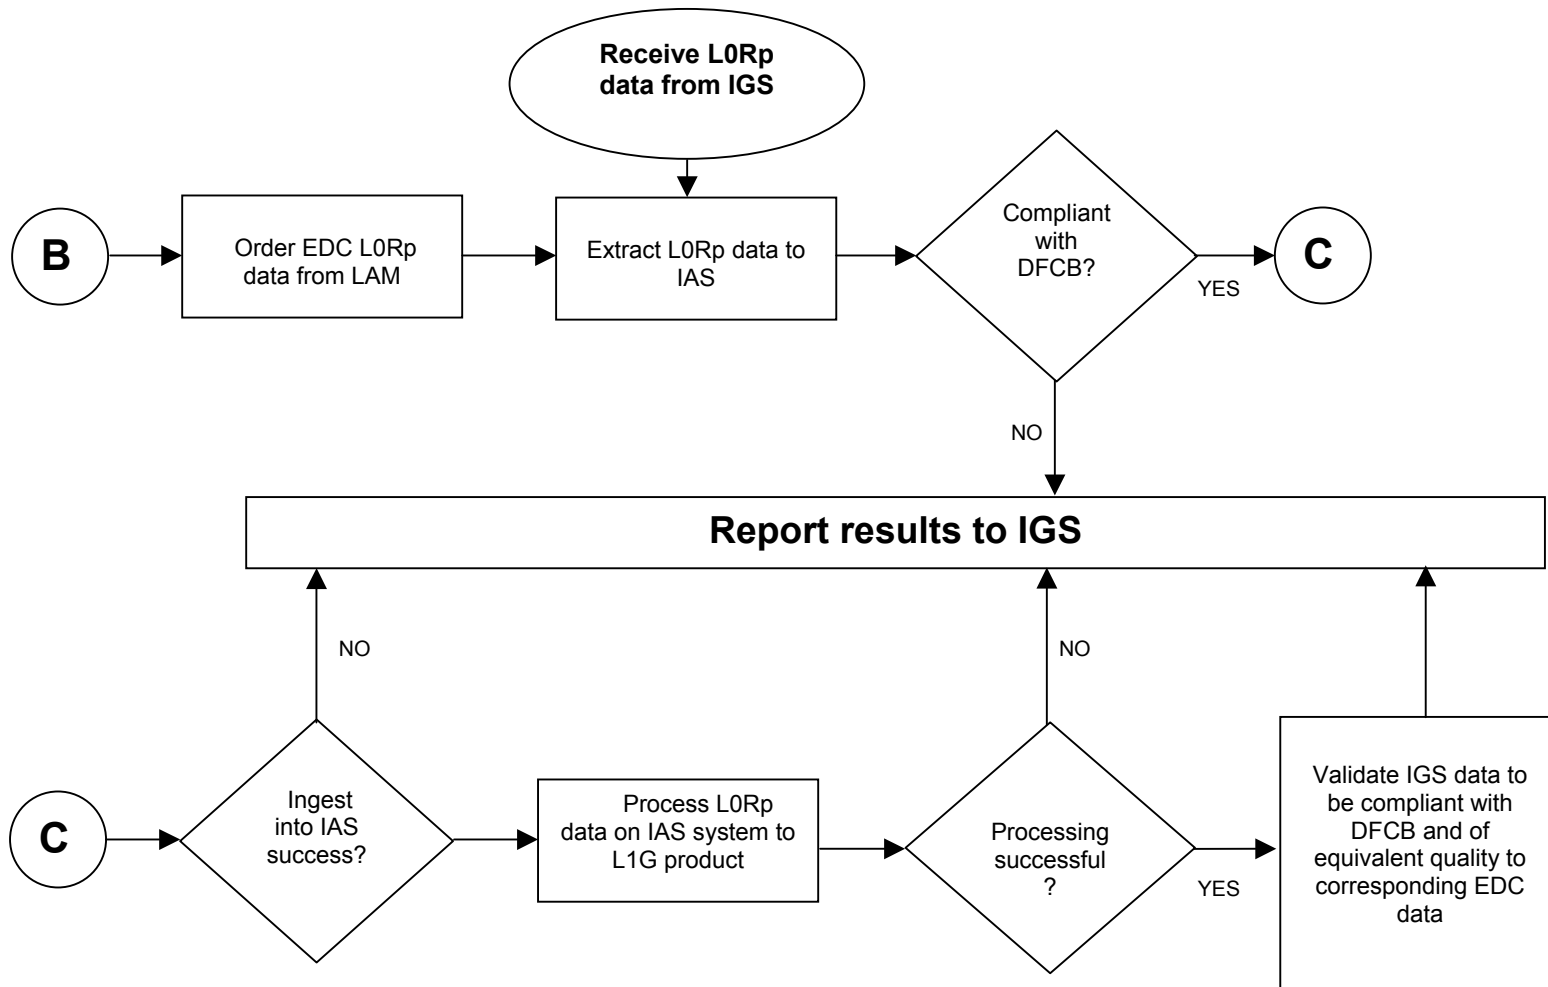 Receive L0Rp
data from IGS
B
Order EDC L0Rp
data from LAM
Extract L0Rp data to
IAS
Compliant
with
DFCB?
YES
C
NO
Report results to IGS
NO
NO
C
Ingest
into IAS
success?
Process L0Rp
data on IAS system to
L1G product
Processing
successful
?
YES
Validate IGS data to
be compliant with
DFCB and of
equivalent quality to
corresponding EDC
data